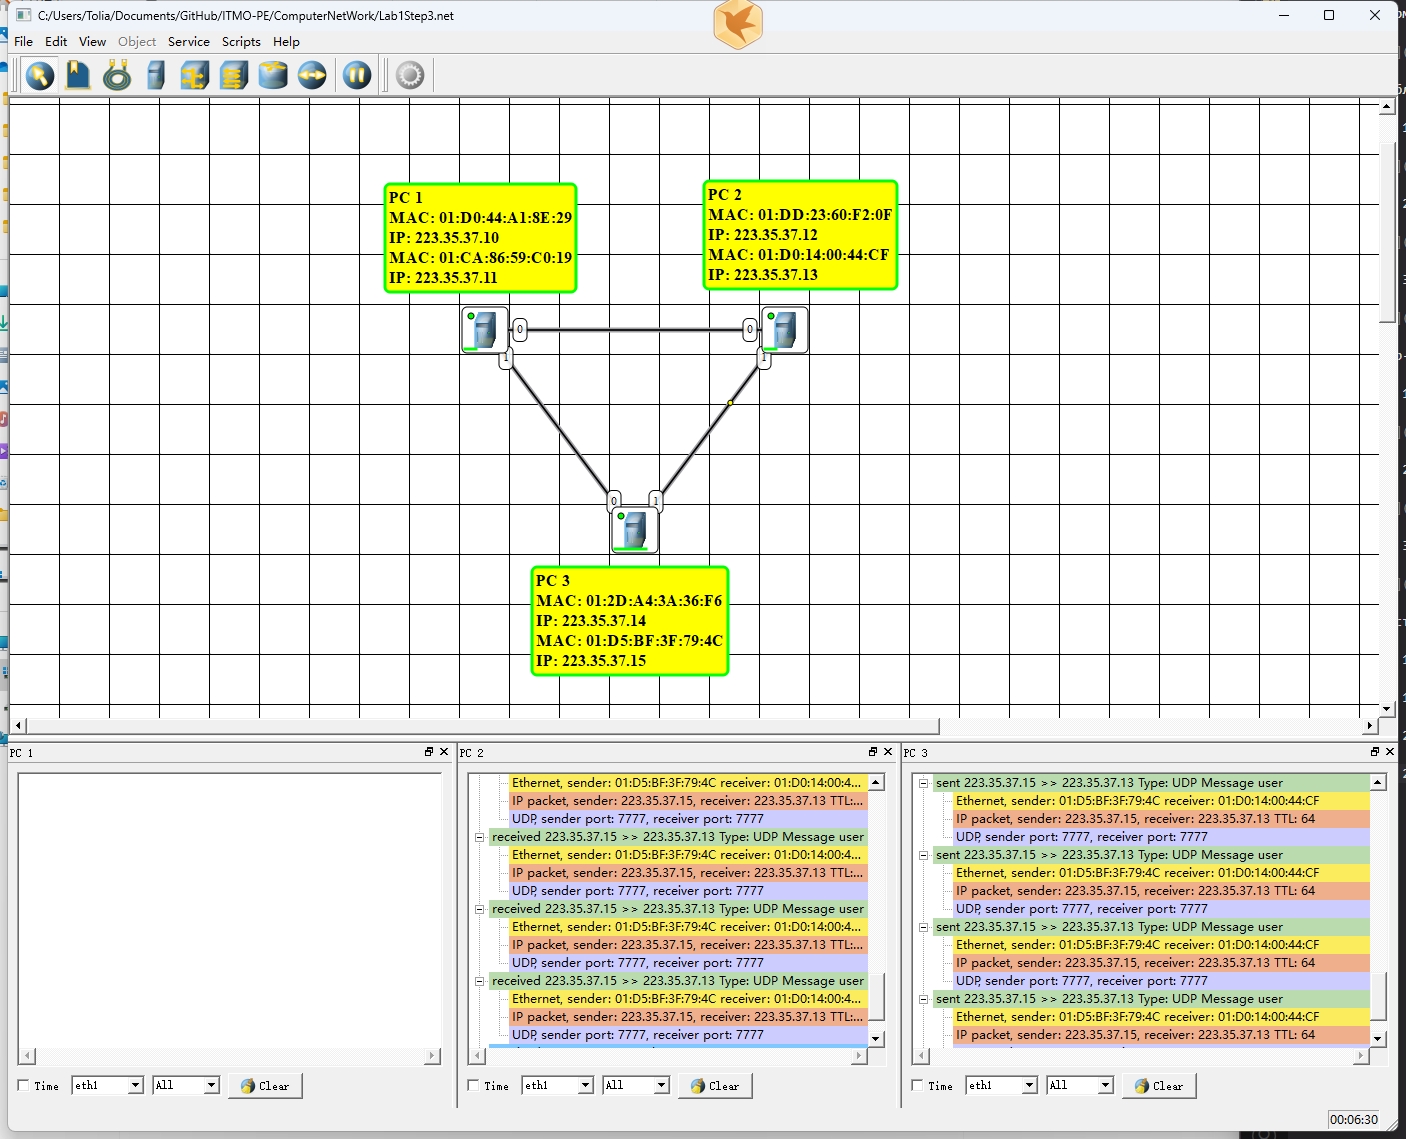 C:/Users/Tolia/Documents/GitHub/ITMO-PE/ComputerNetWork/Lab1Step3.net
File Edit View Object Service Scripts Help
PC 1
MAC: 01:D0:44:A1:8E:29
IP: 223.35.37.10
MAC: 01:CA:86:59:C0:19
IP: 223.35.37.11
PC 2
MAC: 01:DD:23:60:F2:0F
IP: 223.35.37.12
MAC: 01:D0:14:00:44:CF
IP: 223.35.37.13
0
0
1
1
0
1
PC 3
MAC: 01:2D:A4:3A:36:F6
IP: 223.35.37.14
MAC: 01:D5:BF:3F:79:4C
IP: 223.35.37.15
PC 1
Time eth1 All Clear
PC 2
Ethernet, sender: 01:D5:BF:3F:79:4C receiver: 01:D0:14:00:4...
IP packet, sender: 223.35.37.15, receiver: 223.35.37.13 TTL:...
UDP, sender port: 7777, receiver port: 7777
received 223.35.37.15 >> 223.35.37.13 Type: UDP Message user
Ethernet, sender: 01:D5:BF:3F:79:4C receiver: 01:D0:14:00:4...
IP packet, sender: 223.35.37.15, receiver: 223.35.37.13 TTL:...
UDP, sender port: 7777, receiver port: 7777
received 223.35.37.15 >> 223.35.37.13 Type: UDP Message user
Ethernet, sender: 01:D5:BF:3F:79:4C receiver: 01:D0:14:00:4...
IP packet, sender: 223.35.37.15, receiver: 223.35.37.13 TTL:...
UDP, sender port: 7777, receiver port: 7777
received 223.35.37.15 >> 223.35.37.13 Type: UDP Message user
Ethernet, sender: 01:D5:BF:3F:79:4C receiver: 01:D0:14:00:4...
IP packet, sender: 223.35.37.15, receiver: 223.35.37.13 TTL:...
UDP, sender port: 7777, receiver port: 7777
Time eth1 All Clear
PC 3
sent 223.35.37.15 >> 223.35.37.13 Type: UDP Message user
Ethernet, sender: 01:D5:BF:3F:79:4C receiver: 01:D0:14:00:44:CF
IP packet, sender: 223.35.37.15, receiver: 223.35.37.13 TTL: 64
UDP, sender port: 7777, receiver port: 7777
sent 223.35.37.15 >> 223.35.37.13 Type: UDP Message user
Ethernet, sender: 01:D5:BF:3F:79:4C receiver: 01:D0:14:00:44:CF
IP packet, sender: 223.35.37.15, receiver: 223.35.37.13 TTL: 64
UDP, sender port: 7777, receiver port: 7777
sent 223.35.37.15 >> 223.35.37.13 Type: UDP Message user
Ethernet, sender: 01:D5:BF:3F:79:4C receiver: 01:D0:14:00:44:CF
IP packet, sender: 223.35.37.15, receiver: 223.35.37.13 TTL: 64
UDP, sender port: 7777, receiver port: 7777
sent 223.35.37.15 >> 223.35.37.13 Type: UDP Message user
Ethernet, sender: 01:D5:BF:3F:79:4C receiver: 01:D0:14:00:44:CF
IP packet, sender: 223.35.37.15, receiver: 223.35.37.13 TTL: 64
Time eth1 All Clear
00:06:30